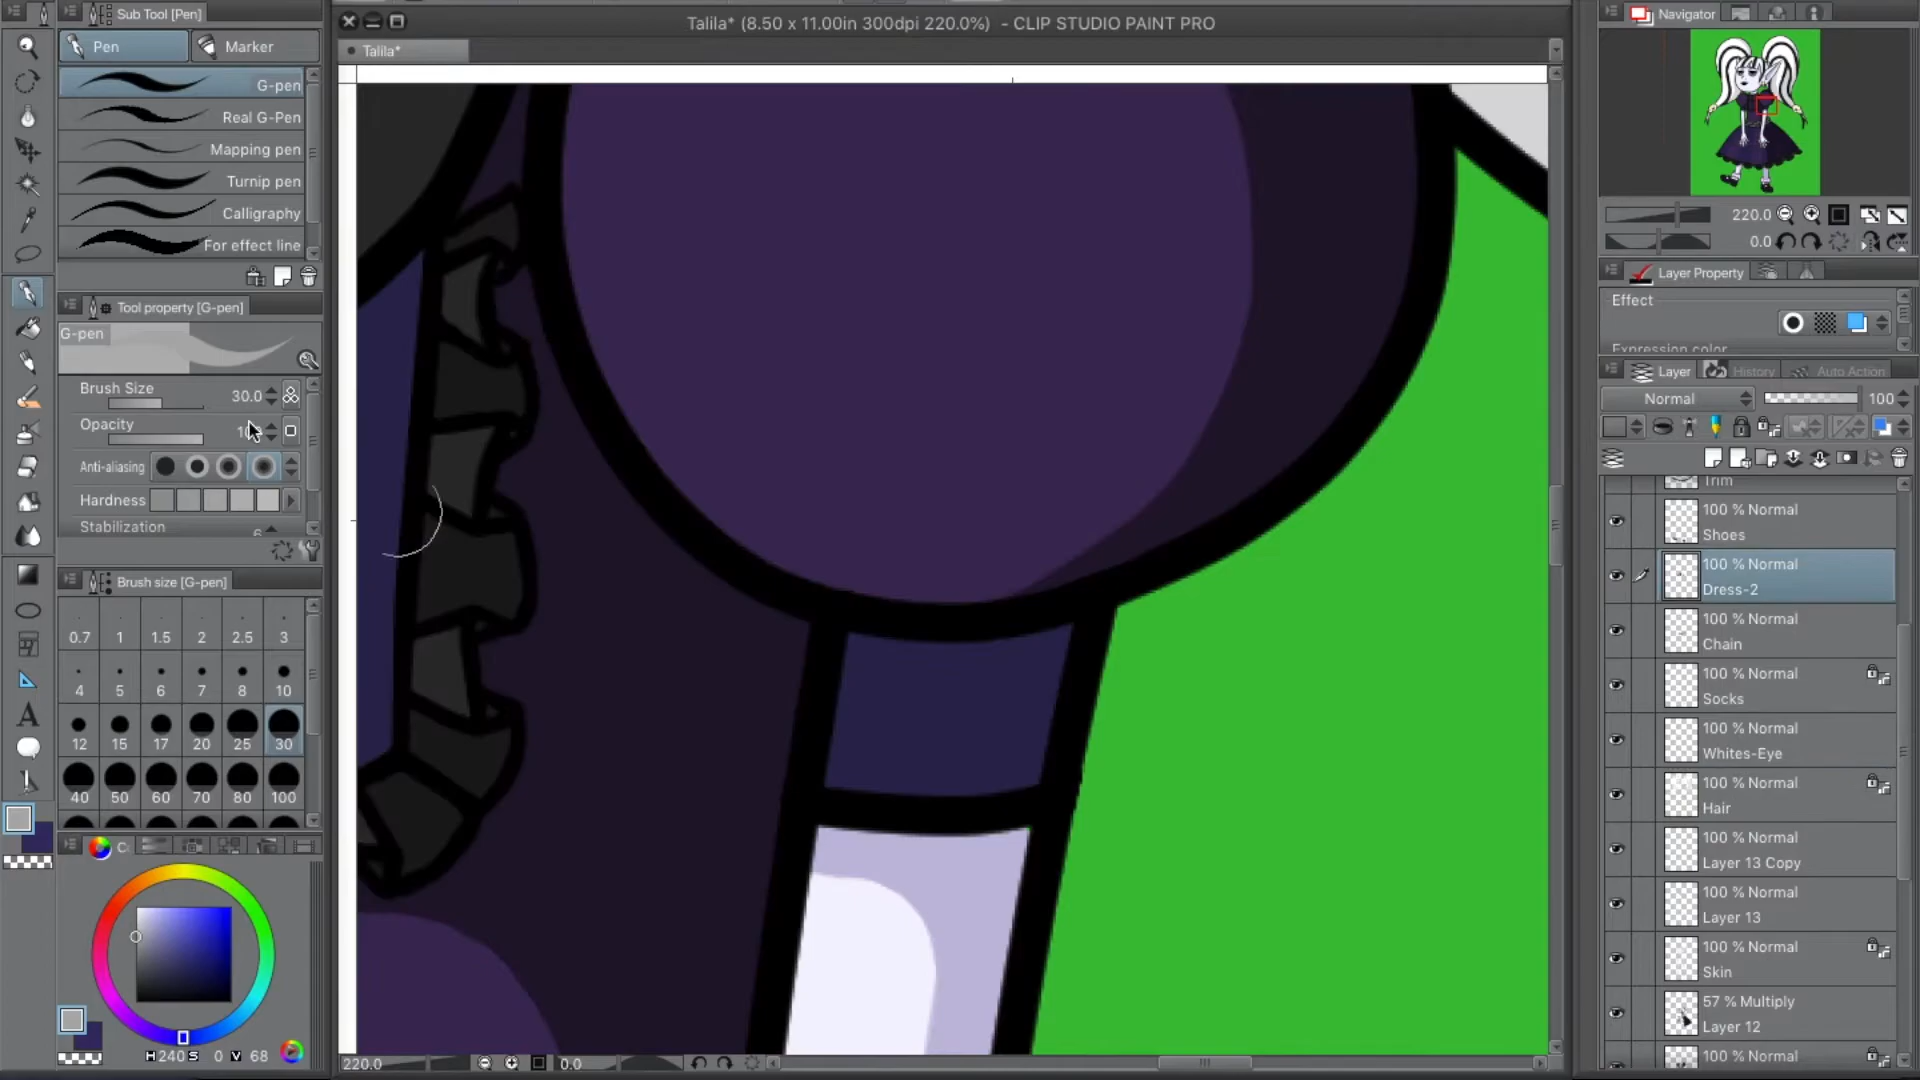 Sub Tool [Pen]
Pen
Marker
G-pen
Real G-Pen
Mapping pen
Turnip pen
Calligraphy
For effect line
Tool property [G-pen]
G-pen
Brush Size
30.0
Opacity
Anti-aliasing
Hardness
Stabilization
6
Brush size [G-pen]
0.7 1 1.5 2 2.5 3
4 5 6 7 8 10
12 15 17 20 25 30
40 50 60 70 80 100
H 240 S 0 V 68
Talila* (8.50 x 11.00in 300dpi 220.0%) - CLIP STUDIO PAINT PRO
Talila*
220.0 0.0
Navigator
220.0
0.0
Layer Property
Effect
Expression color
Layer History Auto Action
Normal 100
Trim
100 % Normal
Shoes
100 % Normal
Dress-2
100 % Normal
Chain
100 % Normal
Socks
100 % Normal
Whites-Eye
100 % Normal
Hair
100 % Normal
Layer 13 Copy
100 % Normal
Layer 13
100 % Normal
Skin
57 % Multiply
Layer 12
100 % Normal